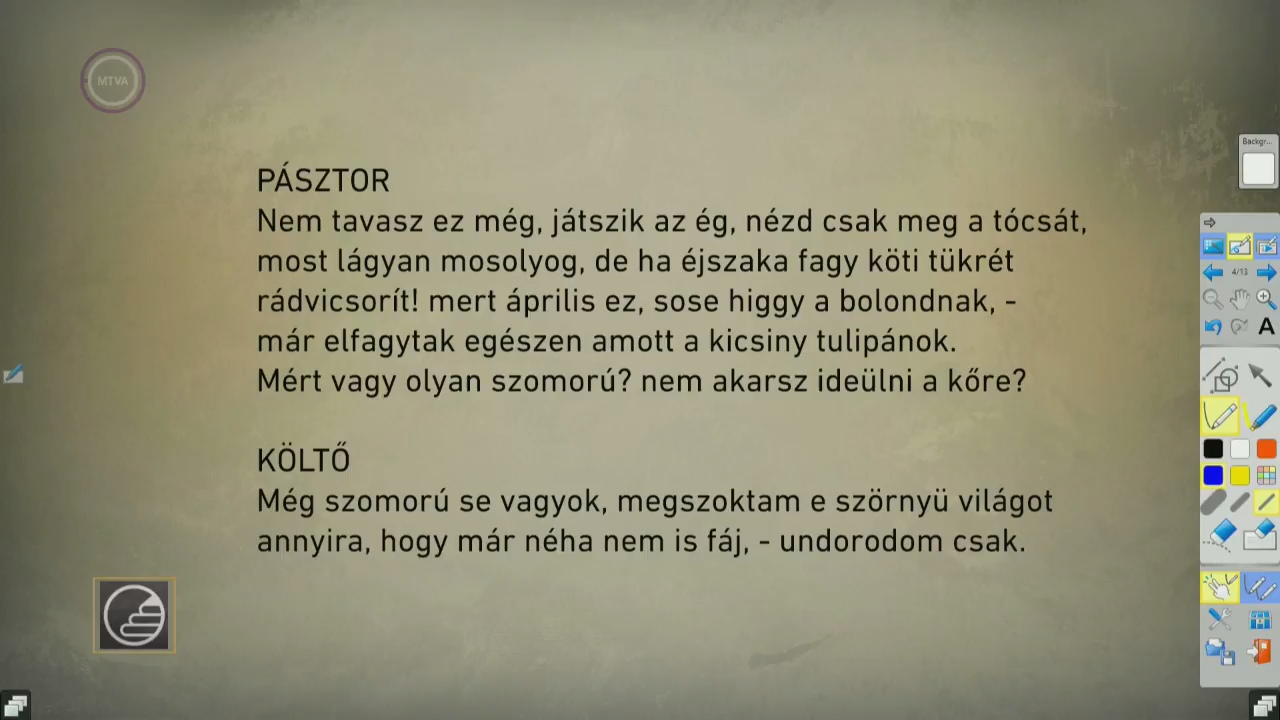 MTVA
Backgr...
PÁSZTOR
Nem tavasz ez még, játszik az ég, nézd csak meg a tócsát,
most lágyan mosolyog, de ha éjszaka fagy köti tükrét
rádvicsorít! mert április ez, sose higgy a bolondnak, -
már elfagytak egészen amott a kicsiny tulipánok.
Mért vagy olyan szomorú? nem akarsz ideülni a kőre?
4/13
A
KÖLTŐ
Még szomorú se vagyok, megszoktam e szörnyü világot
annyira, hogy már néha nem is fáj, - undorodom csak.